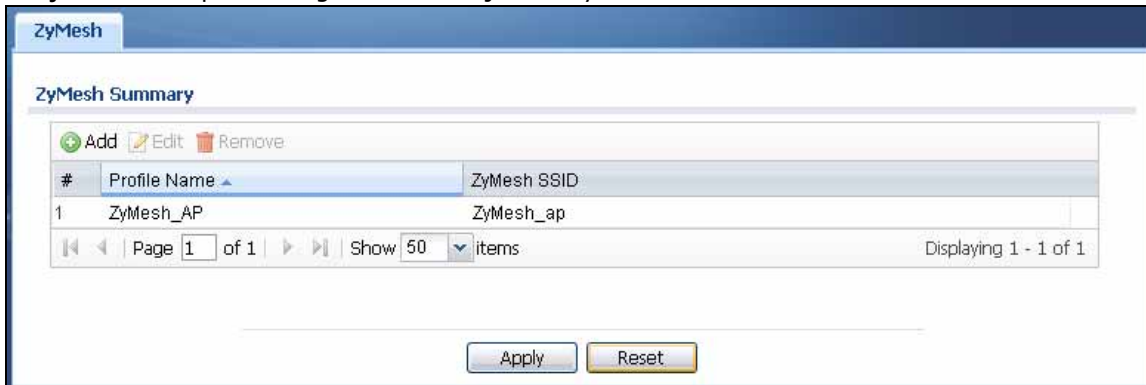 ZyMesh
ZyMesh Summary
Add Edit Remove
# Profile Name ZyMesh SSID
1 ZyMesh_AP ZyMesh_ap
Page 1 of 1 Show 50 items Displaying 1 - 1 of 1
Apply Reset